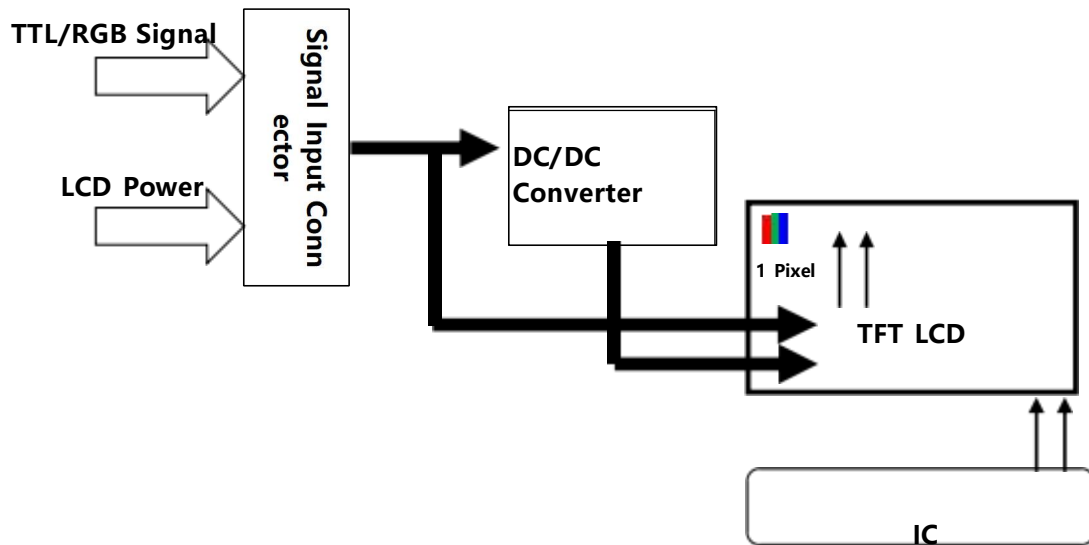 TTL/RGB Signal
LCD Power
Signal Input Conn
ector
DC/DC
Converter
1 Pixel
TFT LCD
IC